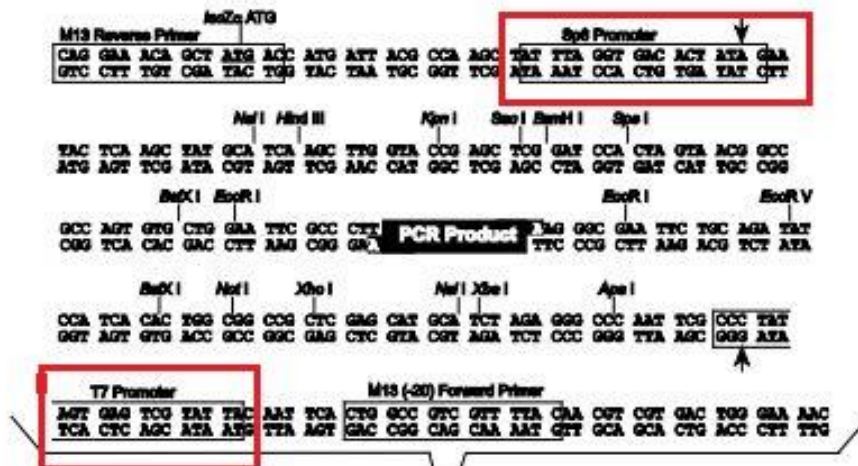 lacZα ATG
M13 Reverse Primer Sp6 Promoter
CAG GAA ACA GCT ATG ACC ATG ATT ACG CCA AGC TAT TTA GGT GAC ACT ATA GAA
GTC CTT TGT CGA TAC TGG TAC TAA TGC GGT TCG ATA AAT CCA CTG TGA TAT CTT
Nsi I Hind III Kpn I Sac I BamH I Spe I
TAC TCA AGC TAT GCA TCA AGC TTG GTA CCG AGC TCG GAT CCA CTA GTA ACG GCC
ATG AGT TCG ATA CGT AGT TCG AAC CAT GGC TCG AGC CTA GGT GAT CAT TGC CGG
BstX I EcoR I EcoR I EcoR V
GCC AGT GTG CTG GAA TTC GCC CTT PCR Product AG GGC GAA TTC TGC AGA TAT
CGG TCA CAC GAC CTT AAG CGG GA TTC CCG CTT AAG ACG TCT ATA
BstX I Not I Xho I Nsi I Xba I Apa I
CCA TCA CAC TGG CGG CCG CTC GAG CAT GCA TCT AGA GGG CCC AAT TCG CCC TAT
GGT AGT GTG ACC GCC GGC GAG CTC GTA CGT AGA TCT CCC GGG TTA AGC GGG ATA
T7 Promoter M13 (-20) Forward Primer
AGT GAG TCG TAT TAC AAT TCA CTG GCC GTC GTT TTA CAA CGT CGT GAC TGG GAA AAC
TCA CTC AGC ATA ATG TTA AGT GAC CGG CAG CAA AAT GTT GCA GCA CTG ACC CTT TTG